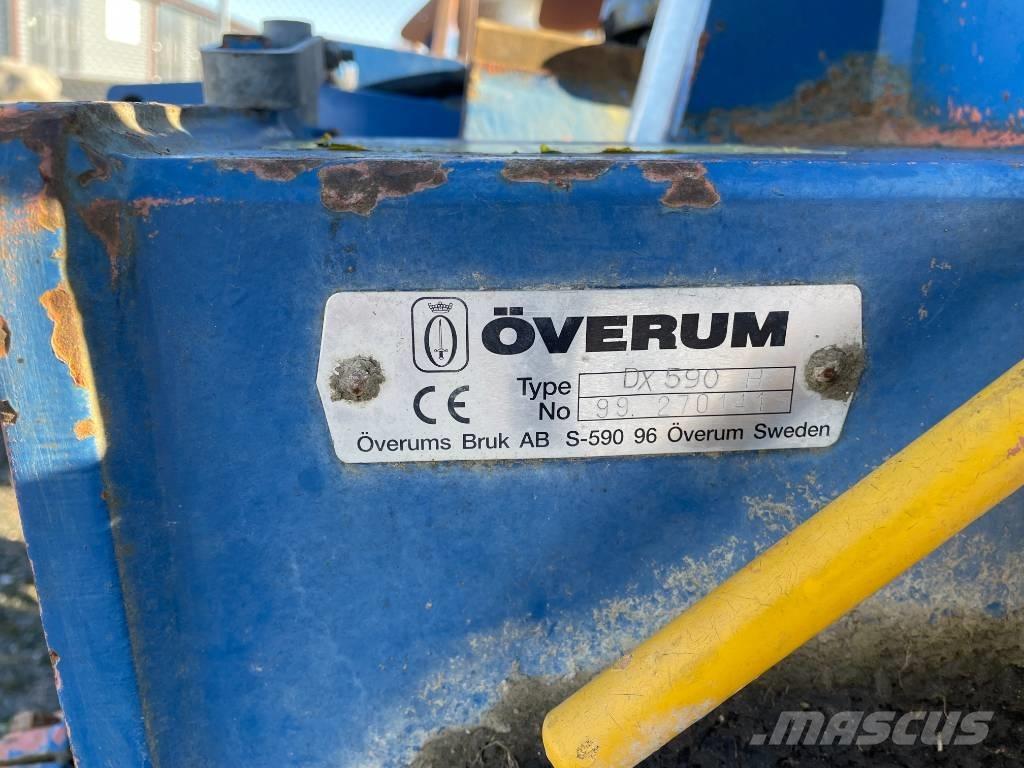 ÖVERUM
CE
Type DX 590 H
No 99. 270141
Överums Bruk AB S-590 96 Överum Sweden
MASCUS